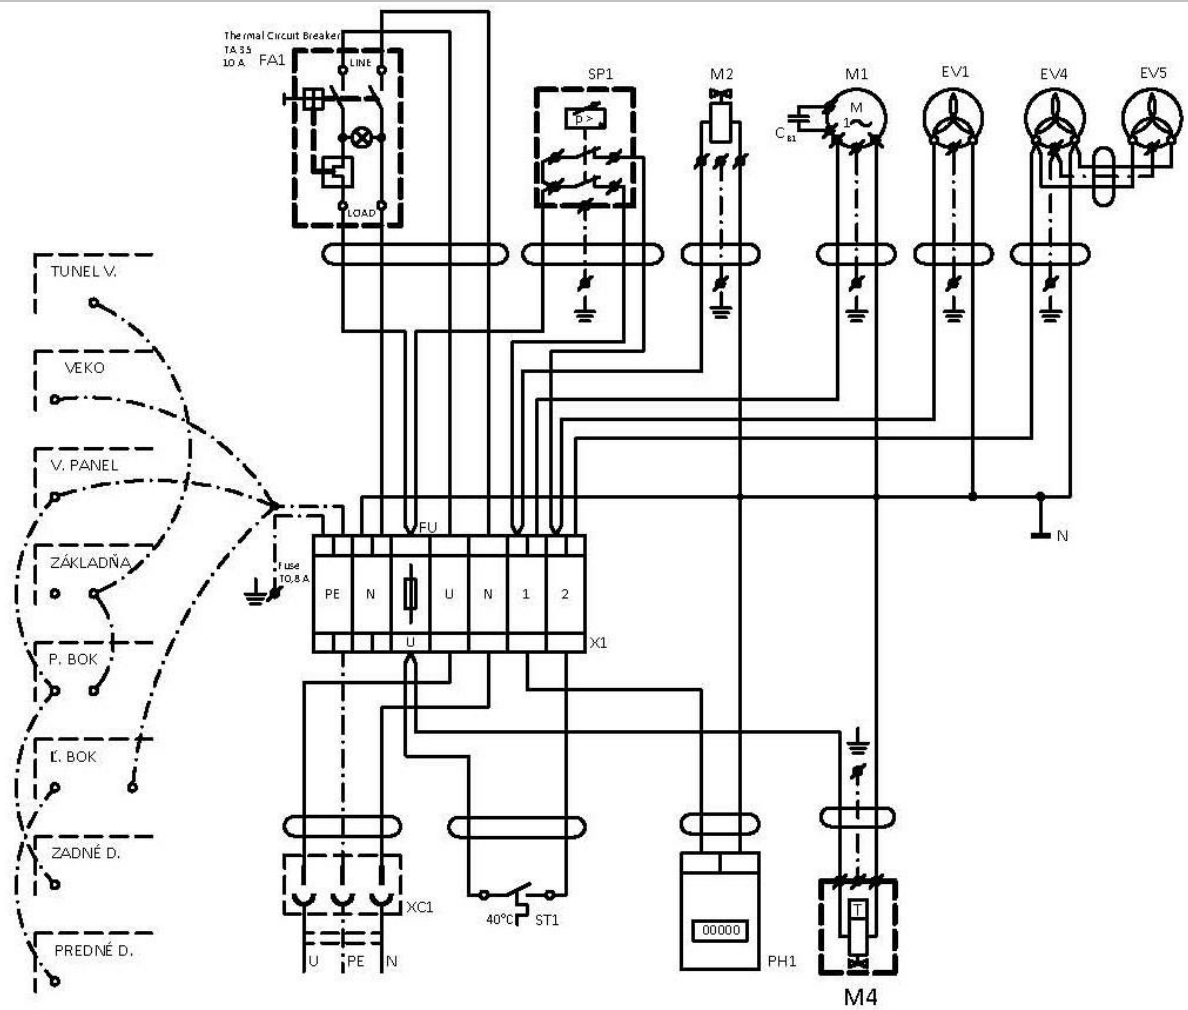 Thermal Circuit Breaker
TA 35
10 A
FA1
LINE
LOAD
SP1
p >
M2
M1
M
1~
C B1
EV1
EV4
EV5
TUNEL V.
VEKO
V. PANEL
ZÁKLADŇA
P. BOK
Ľ. BOK
ZADNÉ D.
PREDNÉ D.
FU
Fuse
T0,8 A
PE
N
U
N
1
2
U
X1
N
XC1
U
PE
N
40°C
ST1
00000
PH1
T
M4